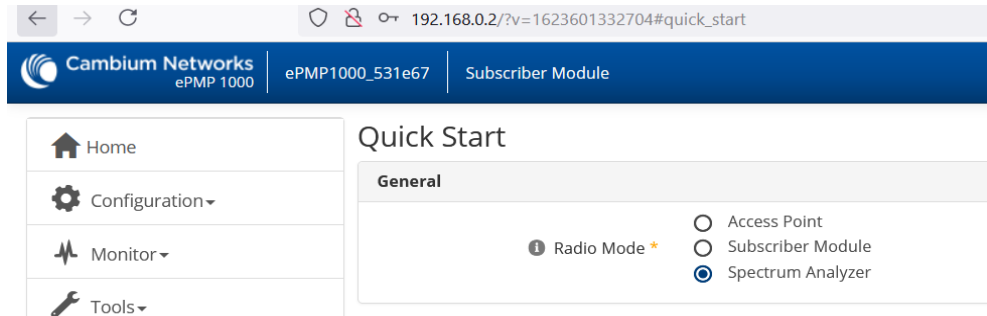 192.168.0.2/?v=1623601332704#quick_start
Cambium Networks
ePMP 1000
ePMP1000_531e67
Subscriber Module
Home
Configuration
Monitor
Tools
Quick Start
General
Radio Mode *
Access Point
Subscriber Module
Spectrum Analyzer